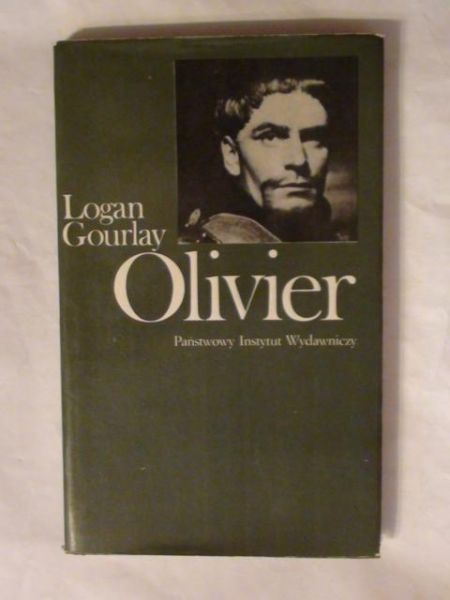 Logan
Gourlay
Olivier
Państwowy Instytut Wydawniczy